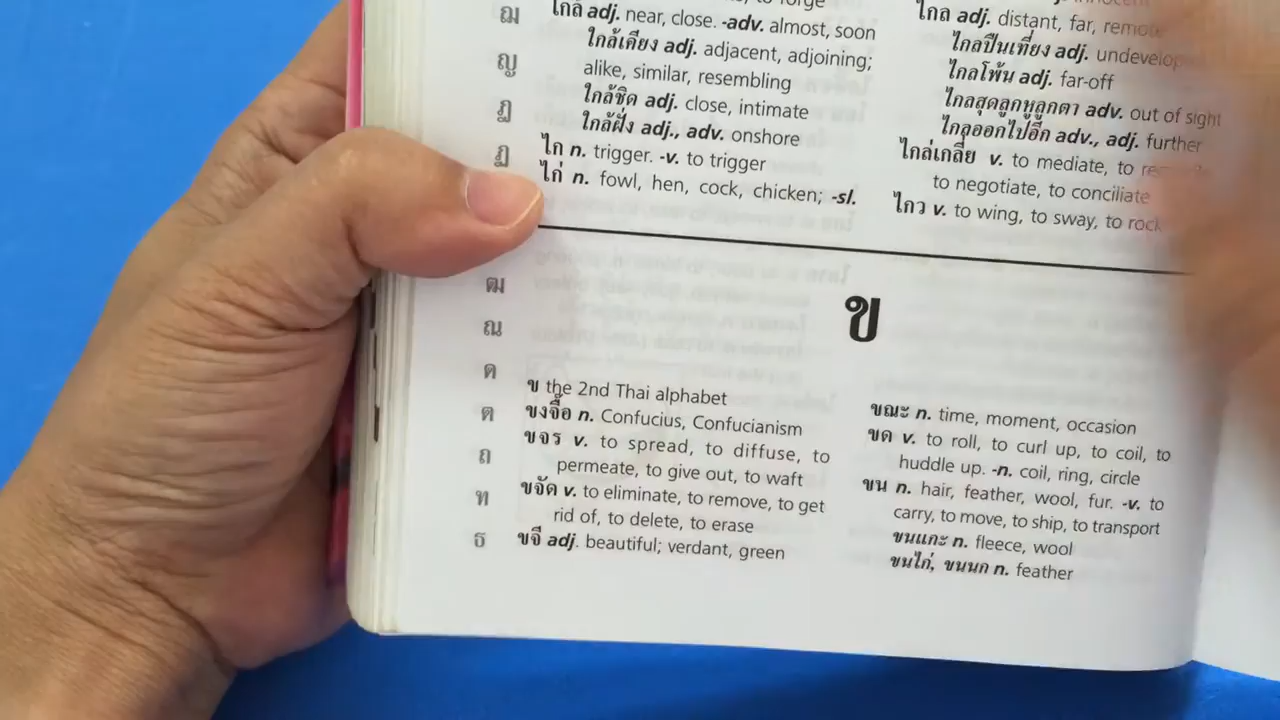 to forge
ใกล้ adj. near, close. -adv. almost, soon
ใกล้เคียง adj. adjacent, adjoining;
alike, similar, resembling
ใกล้ชิด adj. close, intimate
ใกล้ฝั่ง adj., adv. onshore
ไก n. trigger. -v. to trigger
ไก่ n. fowl, hen, cock, chicken; -sl.
ไกล adj. distant, far, remote
ไกลปืนเที่ยง adj.
ไกลโพ้น adj. far-off
ไกลสุดลูกหูลูกตา adv. out of sight
ไกลออกไปอีก adv., adj. further
ไกล่เกลี่ย v. to mediate, to
to negotiate, to conciliate
ไกว v. to wing, to sway, to rock
ฌ
ญ
ฎ
ฏ
ฒ
ณ
ด
ต
ถ
ท
ธ
ข
ข the 2nd Thai alphabet
ขงจื๊อ n. Confucius, Confucianism
ขจร v. to spread, to diffuse, to
permeate, to give out, to waft
ขจัด v. to eliminate, to remove, to get
rid of, to delete, to erase
ขจี adj. beautiful; verdant, green
ขณะ n. time, moment, occasion
ขด v. to roll, to curl up, to coil, to
huddle up. -n. coil, ring, circle
ขน n. hair, feather, wool, fur. -v. to
carry, to move, to ship, to transport
ขนแกะ n. fleece, wool
ขนไก่, ขนนก n. feather